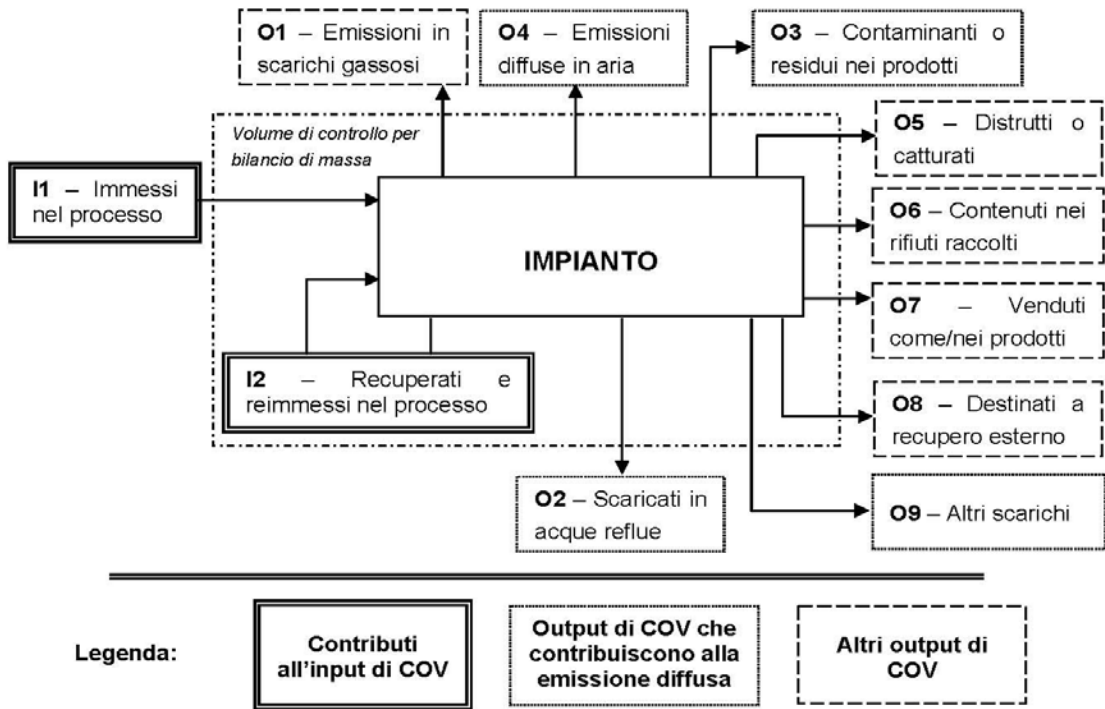 O1 – Emissioni in
scarichi gassosi
O4 – Emissioni
diffuse in aria
O3 – Contaminanti o
residui nei prodotti
Volume di controllo per
bilancio di massa
O5 – Distrutti o
catturati
I1 – Immessi
nel processo
O6 – Contenuti nei
rifiuti raccolti
IMPIANTO
O7 – Venduti
come/nei prodotti
I2 – Recuperati e
reimmessi nel processo
O8 – Destinati a
recupero esterno
O2 – Scaricati in
acque reflue
O9 – Altri scarichi
Legenda:
Contributi
all'input di COV
Output di COV che
contribuiscono alla
emissione diffusa
Altri output di
COV